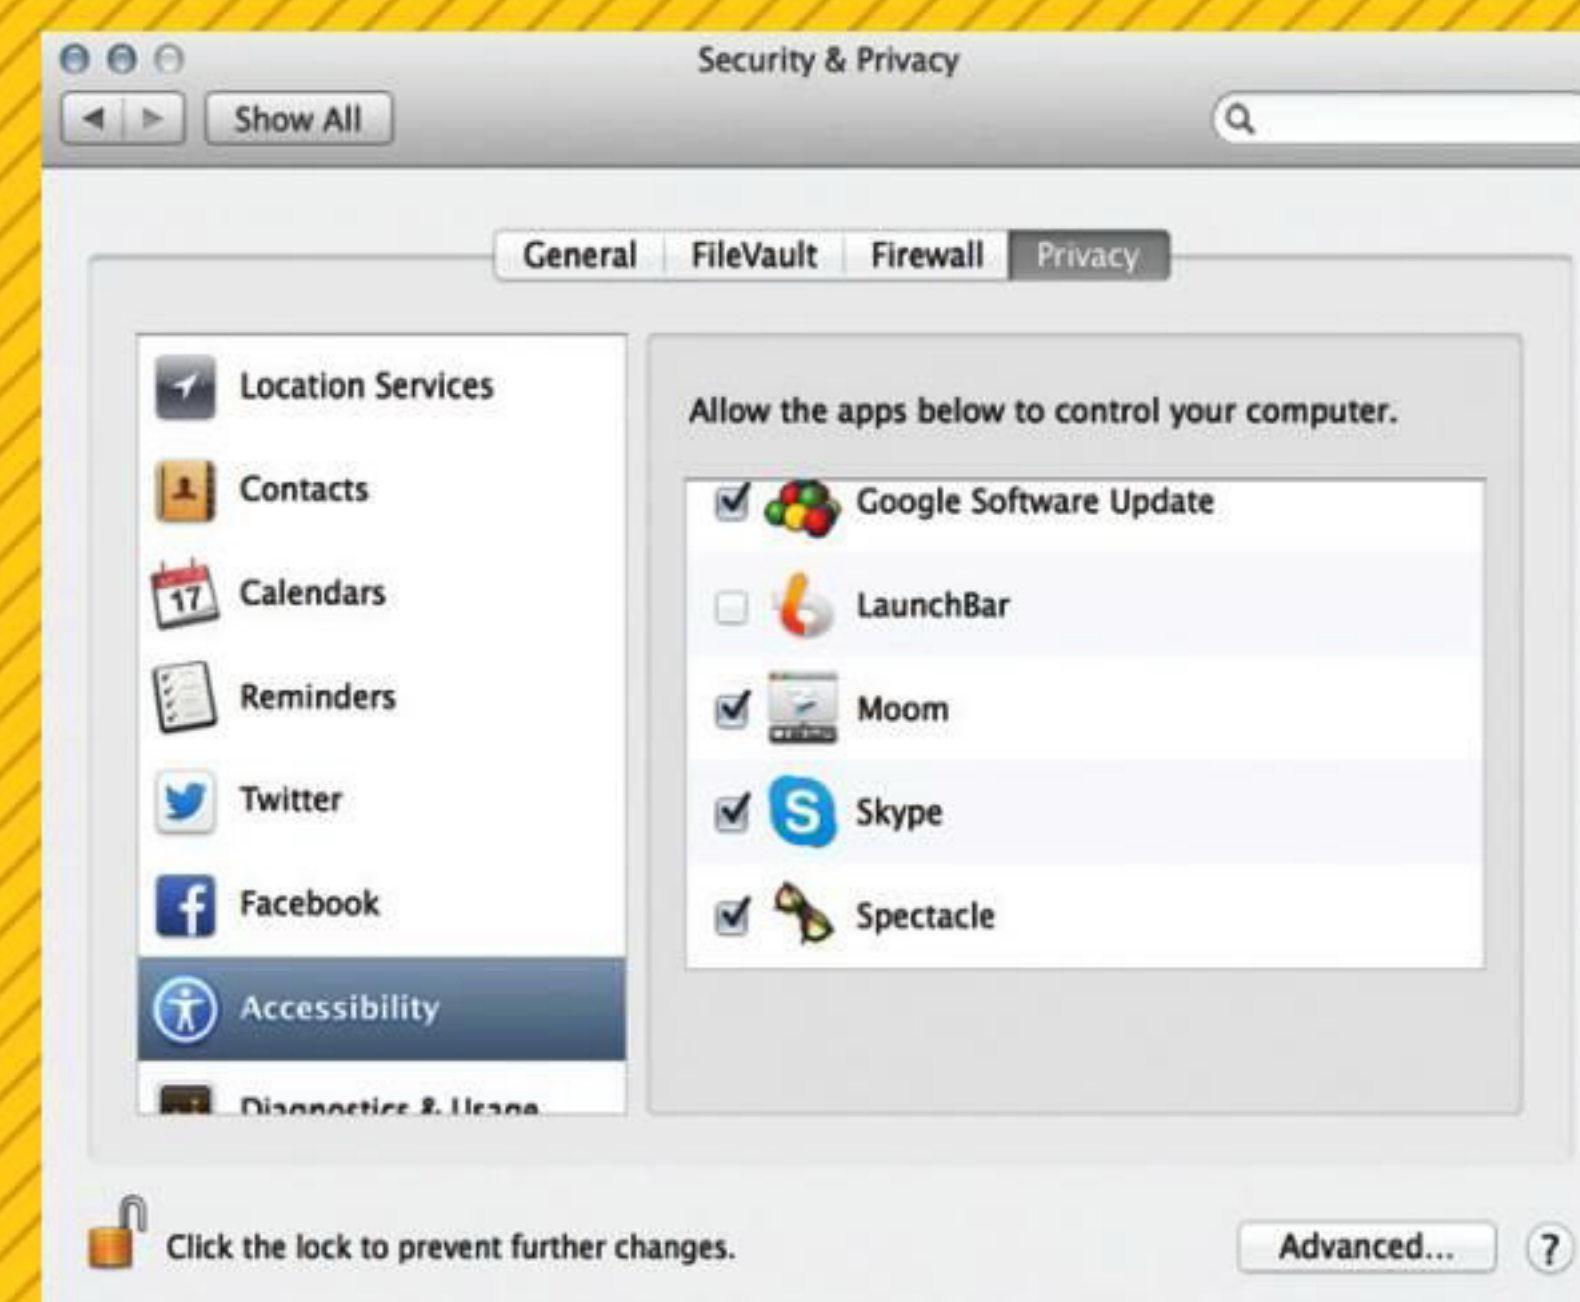 Security & Privacy
Show All
General FileVault Firewall Privacy
Location Services
Contacts
17
Calendars
Reminders
Twitter
Facebook
Accessibility
Diagnostics & Usage
Allow the apps below to control your computer.
Google Software Update
LaunchBar
Moom
Skype
Spectacle
Click the lock to prevent further changes.
Advanced...
?